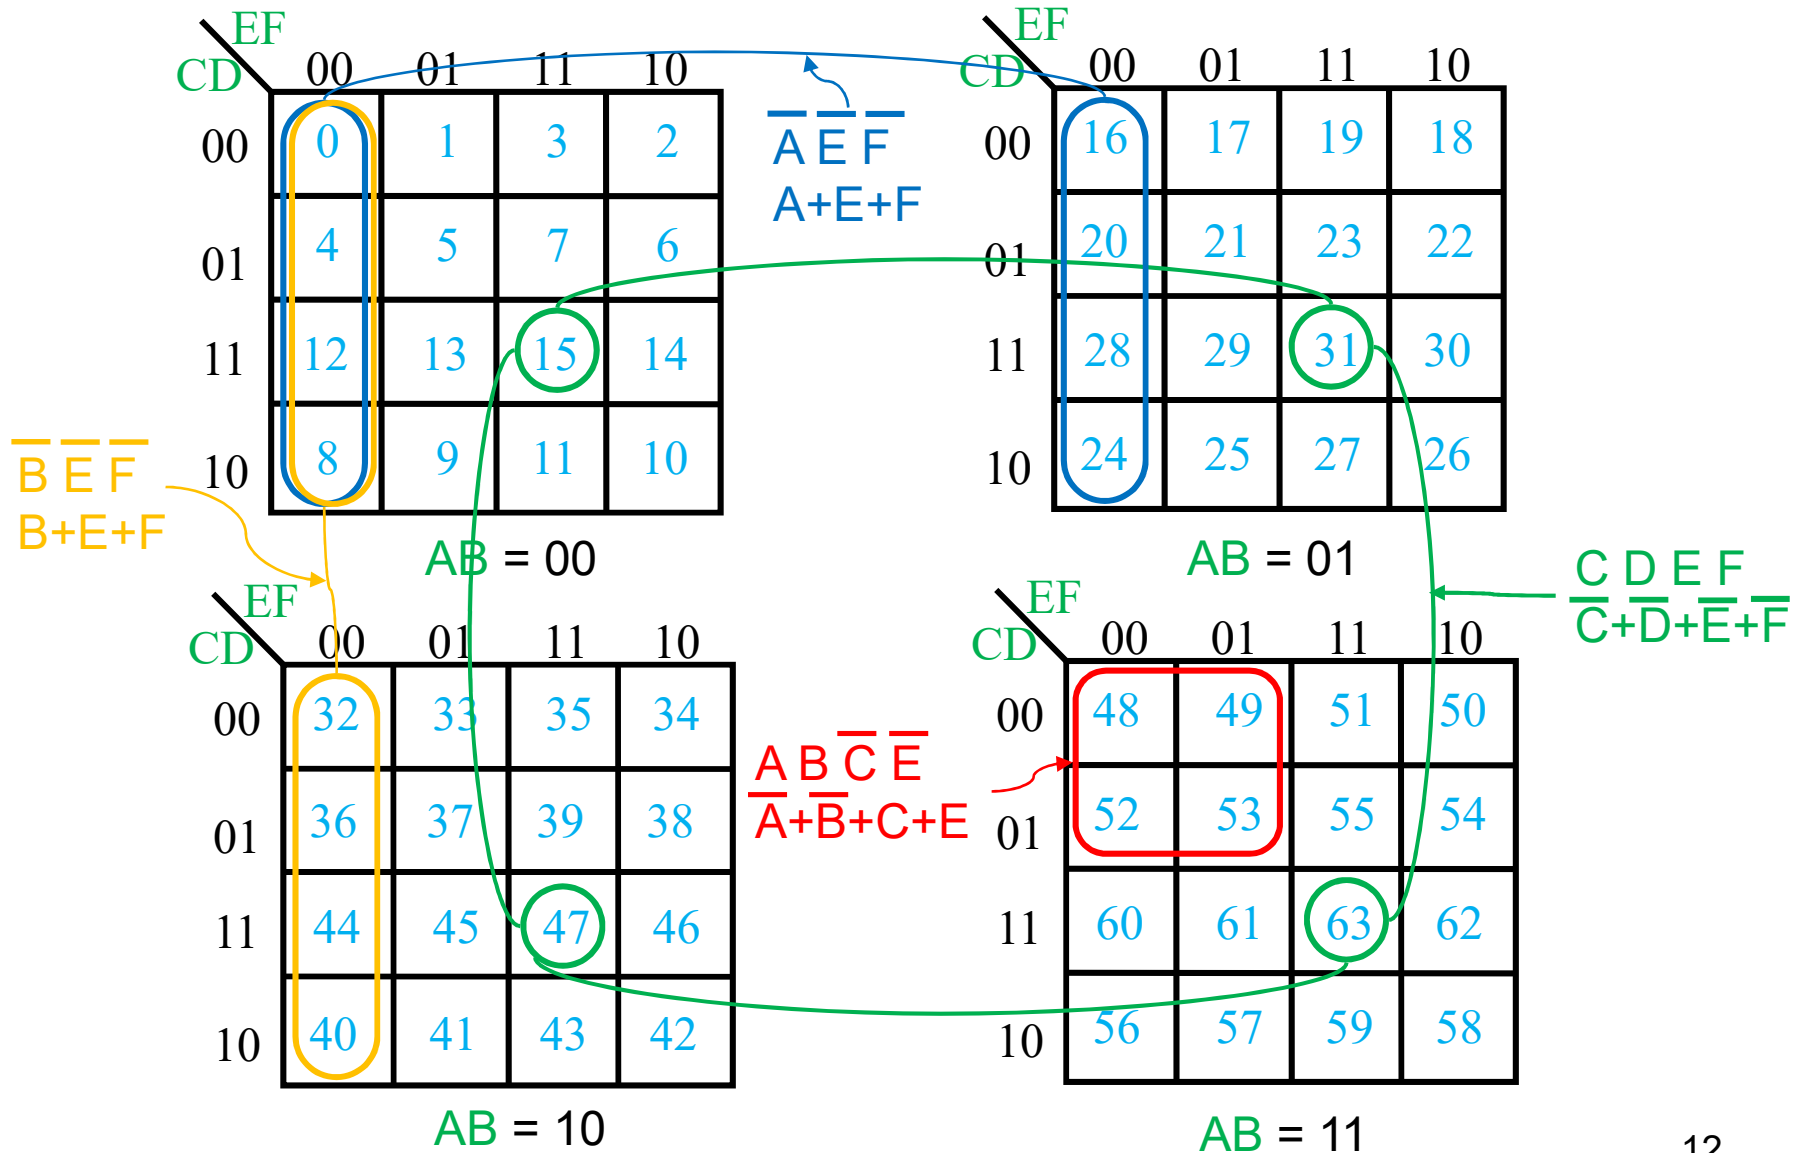 EF
CD 00 01 11 10
00 0 1 3 2
01 4 5 7 6
11 12 13 15 14
10 8 9 11 10
AB = 00
A̅ E̅ F̅
A+E+F
EF
CD 00 01 11 10
00 16 17 19 18
01 20 21 23 22
11 28 29 31 30
10 24 25 27 26
AB = 01
B̅ E̅ F̅
B+E+F
C D E F
C̅+D̅+E̅+F̅
EF
CD 00 01 11 10
00 32 33 35 34
01 36 37 39 38
11 44 45 47 46
10 40 41 43 42
AB = 10
A B C̅ E̅
A̅+B̅+C+E
EF
CD 00 01 11 10
00 48 49 51 50
01 52 53 55 54
11 60 61 63 62
10 56 57 59 58
AB = 11
12